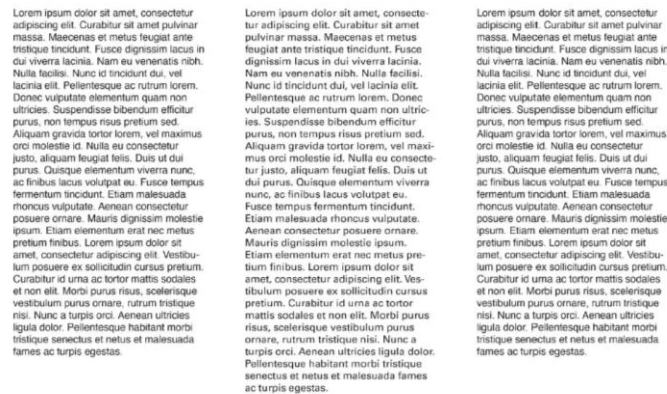 Lorem ipsum dolor sit amet, consectetur
adipiscing elit. Curabitur sit amet pulvinar
massa. Maecenas et metus feugiat ante
tristique tincidunt. Fusce dignissim lacus in
dui viverra lacinia. Nam eu venenatis nibh.
Nulla facilisi. Nunc id tincidunt dui, vel
lacinia elit. Pellentesque ac rutrum lorem.
Donec vulputate elementum quam non
ultricies. Suspendisse bibendum efficitur
purus, non tempus risus pretium sed.
Aliquam gravida tortor lorem, vel maximus
orci molestie id. Nulla eu consectetur
justo, aliquam feugiat felis. Duis ut dui
purus. Quisque elementum viverra nunc,
ac finibus lacus volutpat eu. Fusce tempus
fermentum tincidunt. Etiam malesuada
rhoncus vulputate. Aenean consectetur
posuere ornare. Mauris dignissim molestie
ipsum. Etiam elementum erat nec metus
pretium finibus. Lorem ipsum dolor sit
amet, consectetur adipiscing elit. Vestibu-
lum posuere ex sollicitudin cursus pretium.
Curabitur id urna ac tortor mattis sodales
et non elit. Morbi purus risus, scelerisque
vestibulum purus ornare, rutrum tristique
nisi. Nunc a turpis orci. Aenean ultricies
ligula dolor. Pellentesque habitant morbi
tristique senectus et netus et malesuada
fames ac turpis egestas.
Lorem ipsum dolor sit amet, consecte-
tur adipiscing elit. Curabitur sit amet
pulvinar massa. Maecenas et metus
feugiat ante tristique tincidunt. Fusce
dignissim lacus in dui viverra lacinia.
Nam eu venenatis nibh. Nulla facilisi.
Nunc id tincidunt dui, vel lacinia elit.
Pellentesque ac rutrum lorem. Donec
vulputate elementum quam non ultric-
ies. Suspendisse bibendum efficitur
purus, non tempus risus pretium sed.
Aliquam gravida tortor lorem, vel maxi-
mus orci molestie id. Nulla eu consecte-
tur justo, aliquam feugiat felis. Duis ut
dui purus. Quisque elementum viverra
nunc, ac finibus lacus volutpat eu.
Fusce tempus fermentum tincidunt.
Etiam malesuada rhoncus vulputate.
Aenean consectetur posuere ornare.
Mauris dignissim molestie ipsum.
Etiam elementum erat nec metus pre-
tium finibus. Lorem ipsum dolor sit
amet, consectetur adipiscing elit. Ves-
tibulum posuere ex sollicitudin cursus
pretium. Curabitur id urna ac tortor
mattis sodales et non elit. Morbi purus
risus, scelerisque vestibulum purus
ornare, rutrum tristique nisi. Nunc a
turpis orci. Aenean ultricies ligula dolor.
Pellentesque habitant morbi tristique
senectus et netus et malesuada fames
ac turpis egestas.
Lorem ipsum dolor sit amet, consectetur
adipiscing elit. Curabitur sit amet pulvinar
massa. Maecenas et metus feugiat ante
tristique tincidunt. Fusce dignissim lacus in
dui viverra lacinia. Nam eu venenatis nibh.
Nulla facilisi. Nunc id tincidunt dui, vel
lacinia elit. Pellentesque ac rutrum lorem.
Donec vulputate elementum quam non
ultricies. Suspendisse bibendum efficitur
purus, non tempus risus pretium sed.
Aliquam gravida tortor lorem, vel maximus
orci molestie id. Nulla eu consectetur
justo, aliquam feugiat felis. Duis ut dui
purus. Quisque elementum viverra nunc,
ac finibus lacus volutpat eu. Fusce tempus
fermentum tincidunt. Etiam malesuada
rhoncus vulputate. Aenean consectetur
posuere ornare. Mauris dignissim molestie
ipsum. Etiam elementum erat nec metus
pretium finibus. Lorem ipsum dolor sit
amet, consectetur adipiscing elit. Vestibu-
lum posuere ex sollicitudin cursus pretium.
Curabitur id urna ac tortor mattis sodales
et non elit. Morbi purus risus, scelerisque
vestibulum purus ornare, rutrum tristique
nisi. Nunc a turpis orci. Aenean ultricies
ligula dolor. Pellentesque habitant morbi
tristique senectus et netus et malesuada
fames ac turpis egestas.